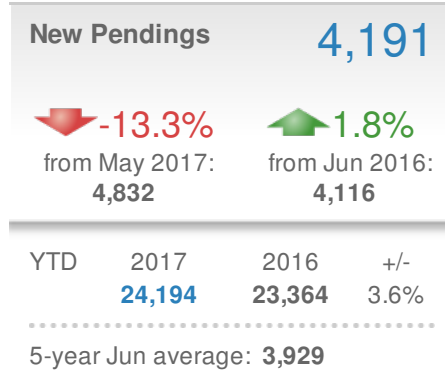 New Pendings 4,191
-13.3% 1.8%
from May 2017: from Jun 2016:
4,832 4,116
YTD 2017 2016 +/-
24,194 23,364 3.6%
5-year Jun average: 3,929